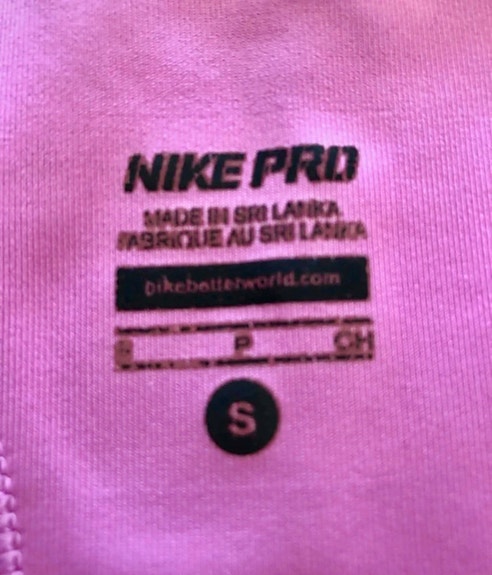 NIKE PRO
MADE IN SRI LANKA
FABRIQUE AU SRI LANKA
nikebetterworld.com
S P CH
S